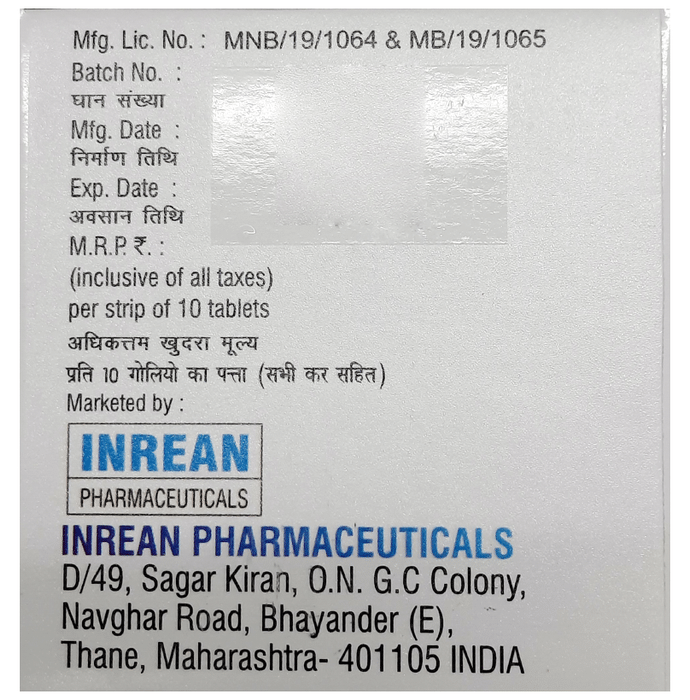 Mfg. Lic. No. : MNB/19/1064 & MB/19/1065
Batch No. :
घान संख्या
Mfg. Date :
निर्माण तिथि
Exp. Date :
अवसान तिथि
M.R.P. ₹. :
(inclusive of all taxes)
per strip of 10 tablets
अधिकत्तम खुदरा मूल्य
प्रति 10 गोलियो का पत्ता (सभी कर सहित)
Marketed by :
INREAN
PHARMACEUTICALS
INREAN PHARMACEUTICALS
D/49, Sagar Kiran, O.N. G.C Colony,
Navghar Road, Bhayander (E),
Thane, Maharashtra- 401105 INDIA